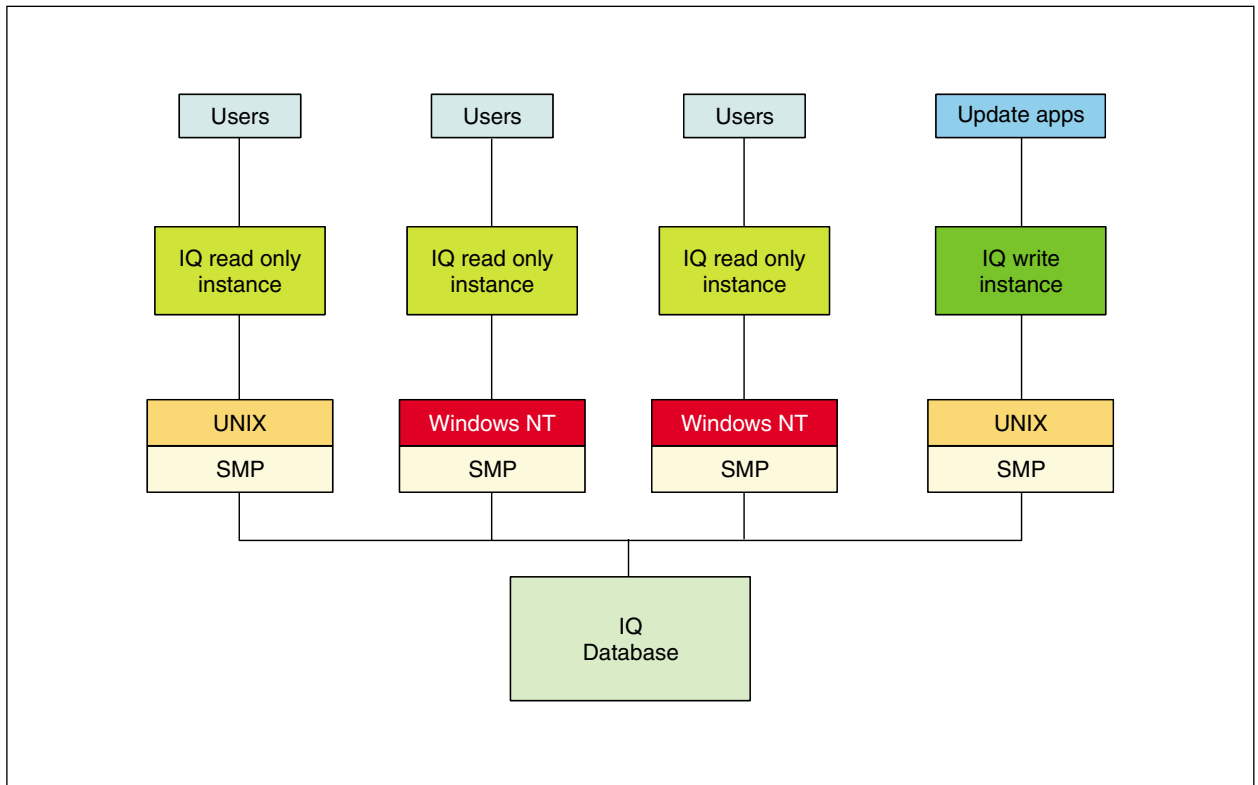 Users
Users
Users
Update apps
IQ read only
instance
IQ read only
instance
IQ read only
instance
IQ write
instance
UNIX
Windows NT
Windows NT
UNIX
SMP
SMP
SMP
SMP
IQ
Database